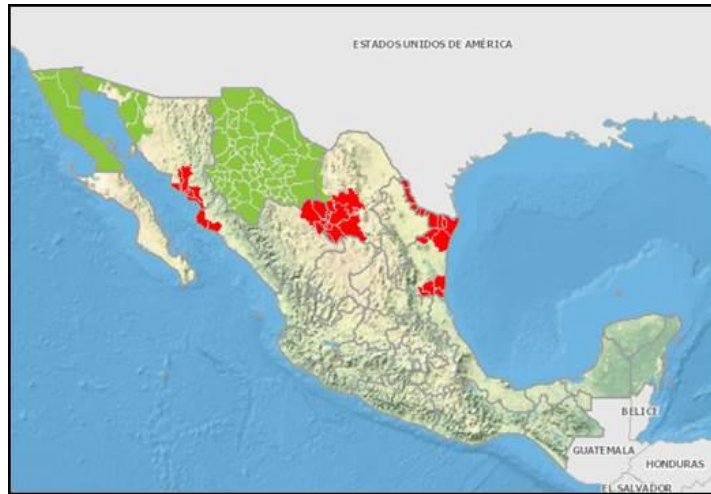 ESTADOS UNIDOS DE AMÉRICA
BELICE
GUATEMALA
HONDURAS
EL SALVADOR